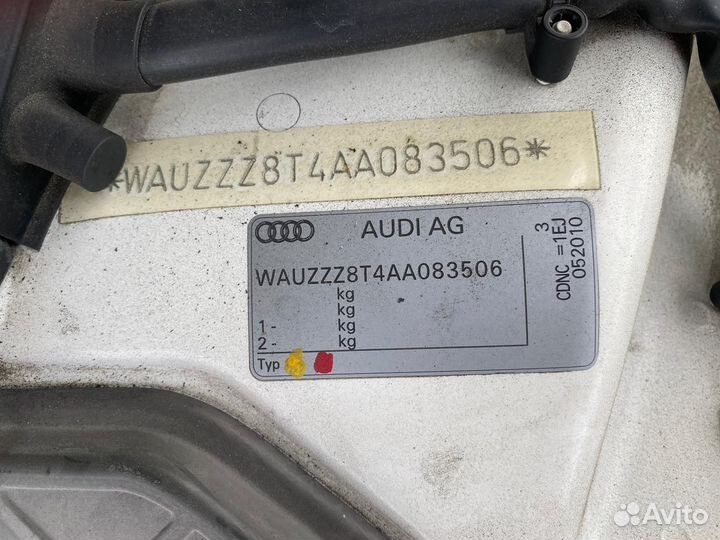 *WAUZZZ8T4AA083506*
AUDI AG
WAUZZZ8T4AA083506
kg
kg
1 - kg
2 - kg
Typ
3
CDNC =1EJ
052010
Avito